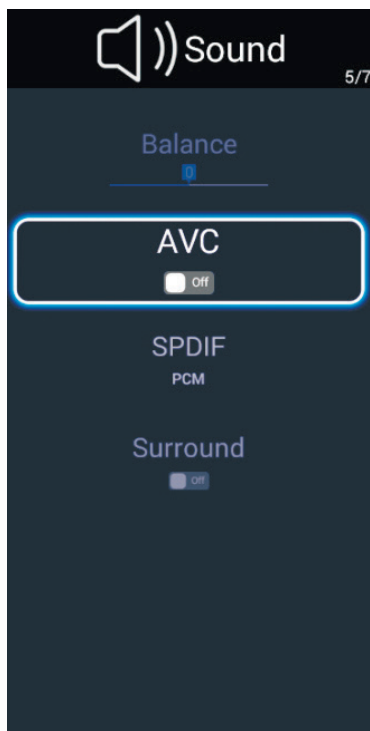 Sound
5/7
Balance
0
AVC
Off
SPDIF
PCM
Surround
Off